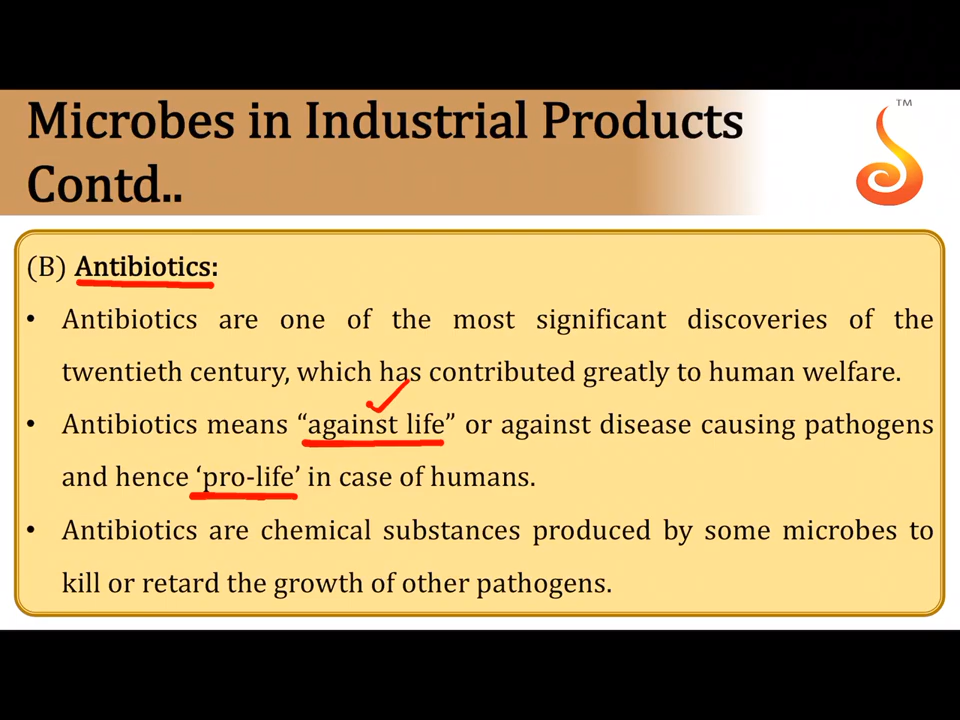 Microbes in Industrial Products
Contd..
TM
(B) Antibiotics:
• Antibiotics are one of the most significant discoveries of the
twentieth century, which has contributed greatly to human welfare.
• Antibiotics means “against life” or against disease causing pathogens
and hence ‘pro-life’ in case of humans.
• Antibiotics are chemical substances produced by some microbes to
kill or retard the growth of other pathogens.